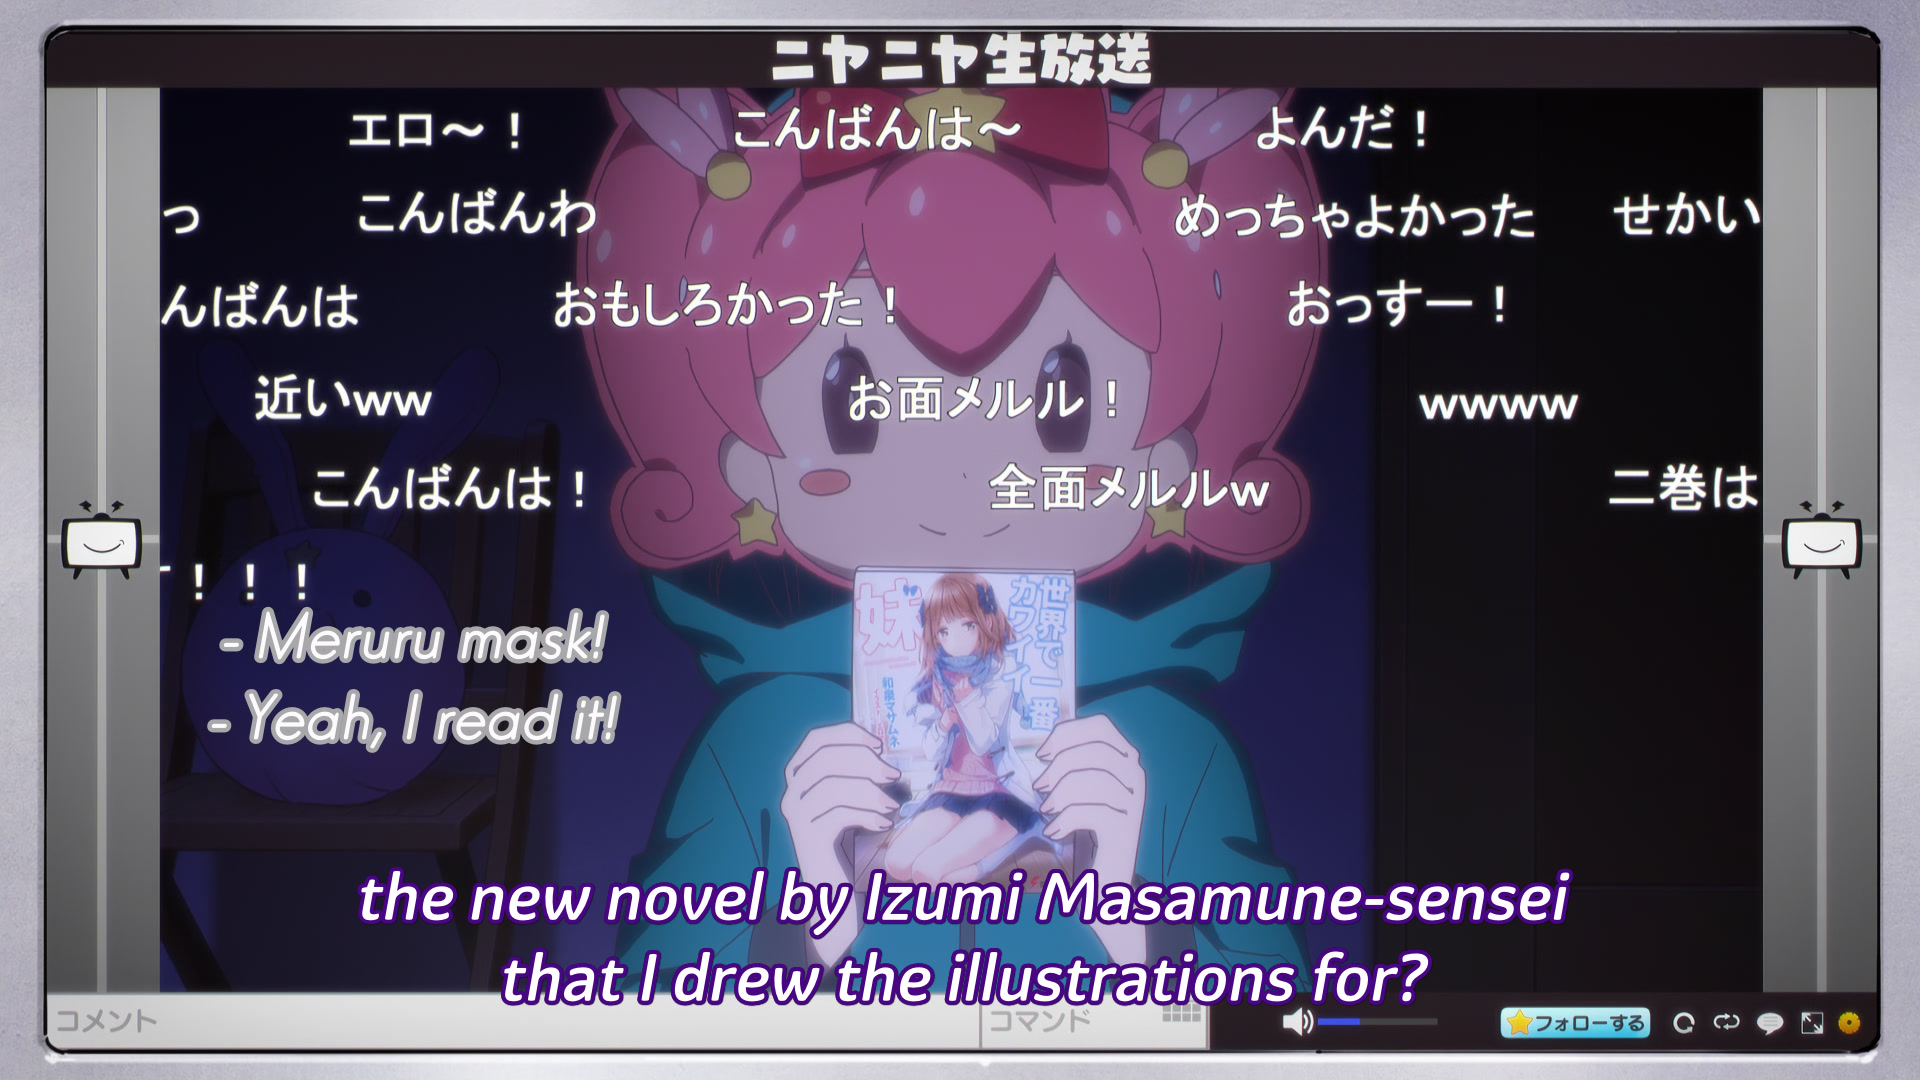 ニヤニヤ生放送
エロ～！ こんばんは～ よんだ！
っ こんばんわ めっちゃよかった せかい
んばんは おもしろかった！ おっすー！
近いww お面メルル！ wwww
こんばんは！ 全面メルルw 二巻は
！！！
世界で一番
カワイイ
妹
和泉マサムネ
- Meruru mask!
- Yeah, I read it!
the new novel by Izumi Masamune-sensei
that I drew the illustrations for?
コメント コマンド フォローする